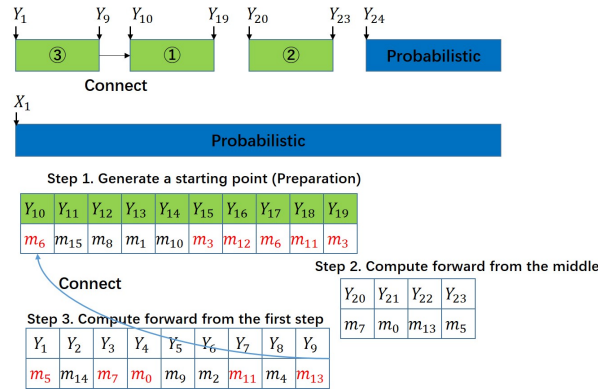 Y₁ Y₉ Y₁₀ Y₁₉ Y₂₀ Y₂₃ Y₂₄
③ ① ② Probabilistic
Connect
X₁
Probabilistic
Step 1. Generate a starting point (Preparation)
Y₁₀ Y₁₁ Y₁₂ Y₁₃ Y₁₄ Y₁₅ Y₁₆ Y₁₇ Y₁₈ Y₁₉
m₆ m₁₅ m₈ m₁ m₁₀ m₃ m₁₂ m₆ m₁₁ m₃
Connect
Step 2. Compute forward from the middle
Y₂₀ Y₂₁ Y₂₂ Y₂₃
m₇ m₀ m₁₃ m₅
Step 3. Compute forward from the first step
Y₁ Y₂ Y₃ Y₄ Y₅ Y₆ Y₇ Y₈ Y₉
m₅ m₁₄ m₇ m₀ m₉ m₂ m₁₁ m₄ m₁₃